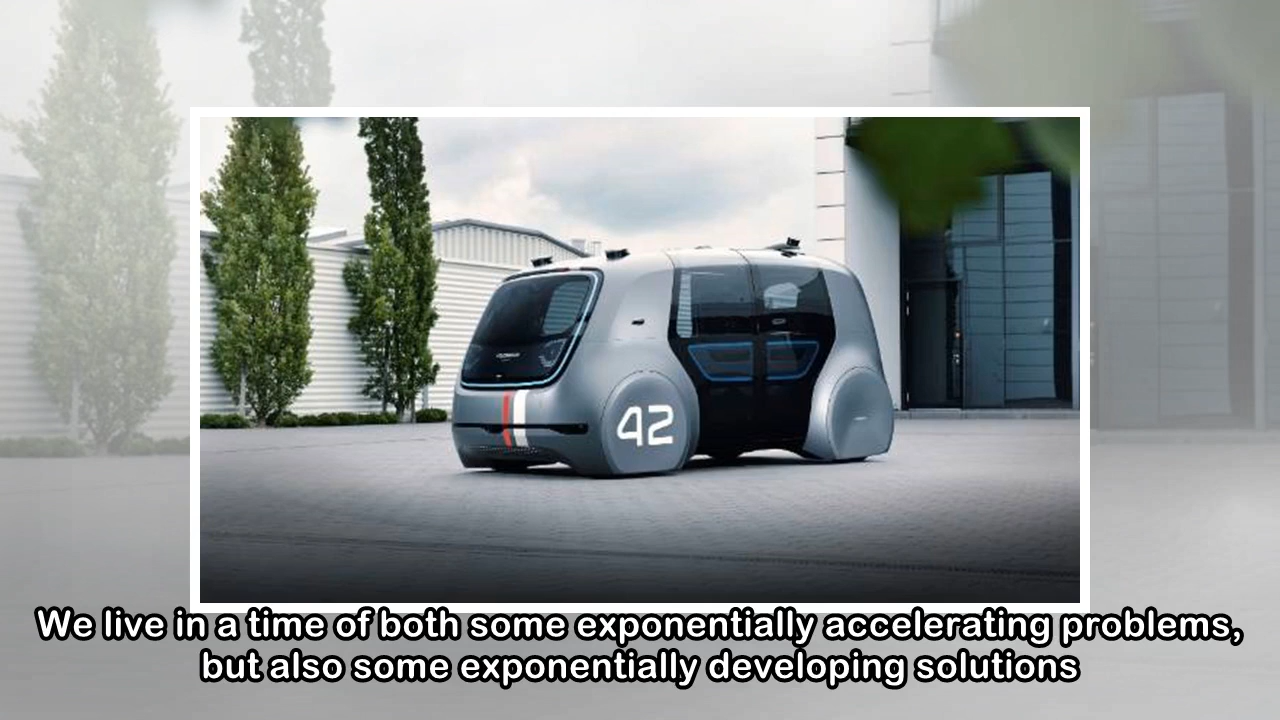 42
We live in a time of both some exponentially accelerating problems,
but also some exponentially developing solutions